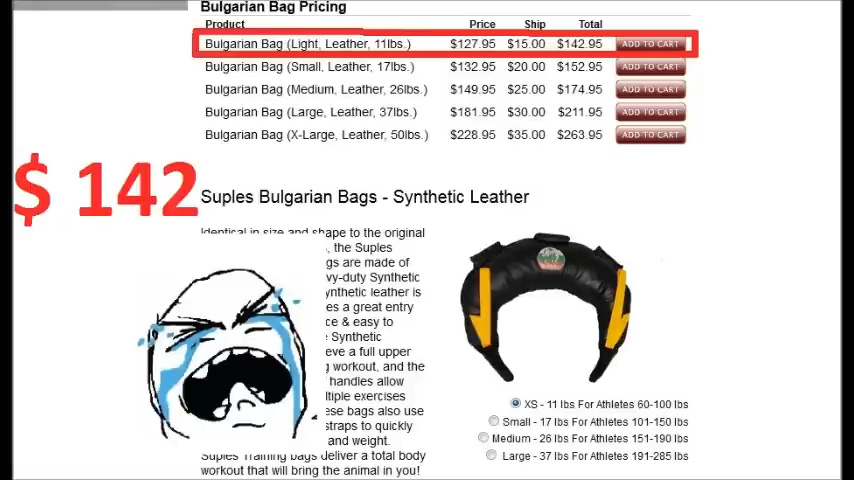 Bulgarian Bag Pricing
Product Price Ship Total
Bulgarian Bag (Light, Leather, 11lbs.) $127.95 $15.00 $142.95 ADD TO CART
Bulgarian Bag (Small, Leather, 17lbs.) $132.95 $20.00 $152.95 ADD TO CART
Bulgarian Bag (Medium, Leather, 26lbs.) $149.95 $25.00 $174.95 ADD TO CART
Bulgarian Bag (Large, Leather, 37lbs.) $181.95 $30.00 $211.95 ADD TO CART
Bulgarian Bag (X-Large, Leather, 50lbs.) $228.95 $35.00 $263.95 ADD TO CART
$ 142
Suples Bulgarian Bags - Synthetic Leather
Identical in size and shape to the original
, the Suples
gs are made of
vy-duty Synthetic
ynthetic leather is
es a great entry
ce & easy to
Synthetic
eve a full upper
workout, and the
handles allow
ltiple exercises
ese bags also use
straps to quickly
and weight.
Suples Training bags deliver a total body
workout that will bring the animal in you!
XS - 11 lbs For Athletes 60-100 lbs
Small - 17 lbs For Athletes 101-150 lbs
Medium - 26 lbs For Athletes 151-190 lbs
Large - 37 lbs For Athletes 191-285 lbs